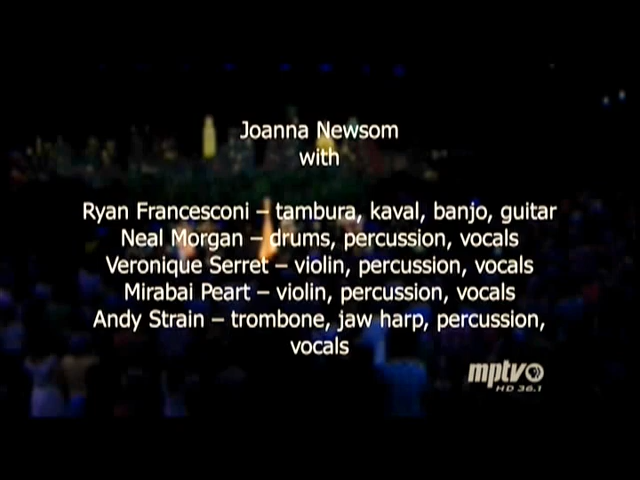 Joanna Newsom
with
Ryan Francesconi – tambura, kaval, banjo, guitar
Neal Morgan – drums, percussion, vocals
Veronique Serret – violin, percussion, vocals
Mirabai Peart – violin, percussion, vocals
Andy Strain – trombone, jaw harp, percussion,
vocals
mptv
HD 36.1